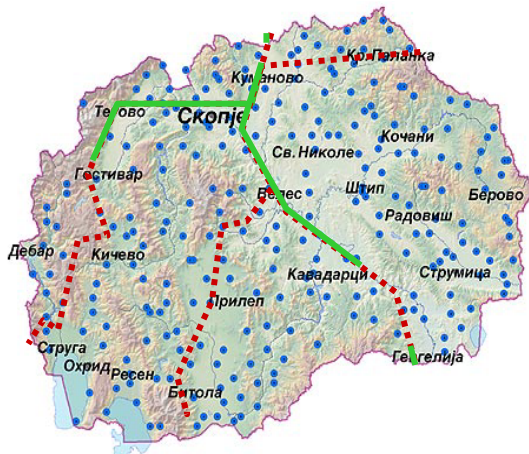 Куманово
Кр. Паланка
Тетово
Скопје
Кочани
Св. Николе
Гостивар
Велес
Штип
Берово
Радовиш
Дебар
Кичево
Кавадарци
Струмица
Прилеп
Струга
Гевгелија
Охрид
Ресен
Битола